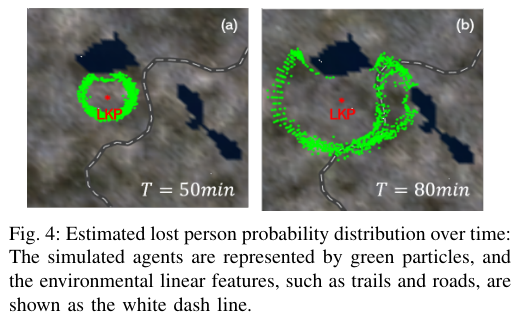 (a)
LKP
T = 50min
(b)
LKP
T = 80min
Fig. 4: Estimated lost person probability distribution over time:
The simulated agents are represented by green particles, and
the environmental linear features, such as trails and roads, are
shown as the white dash line.